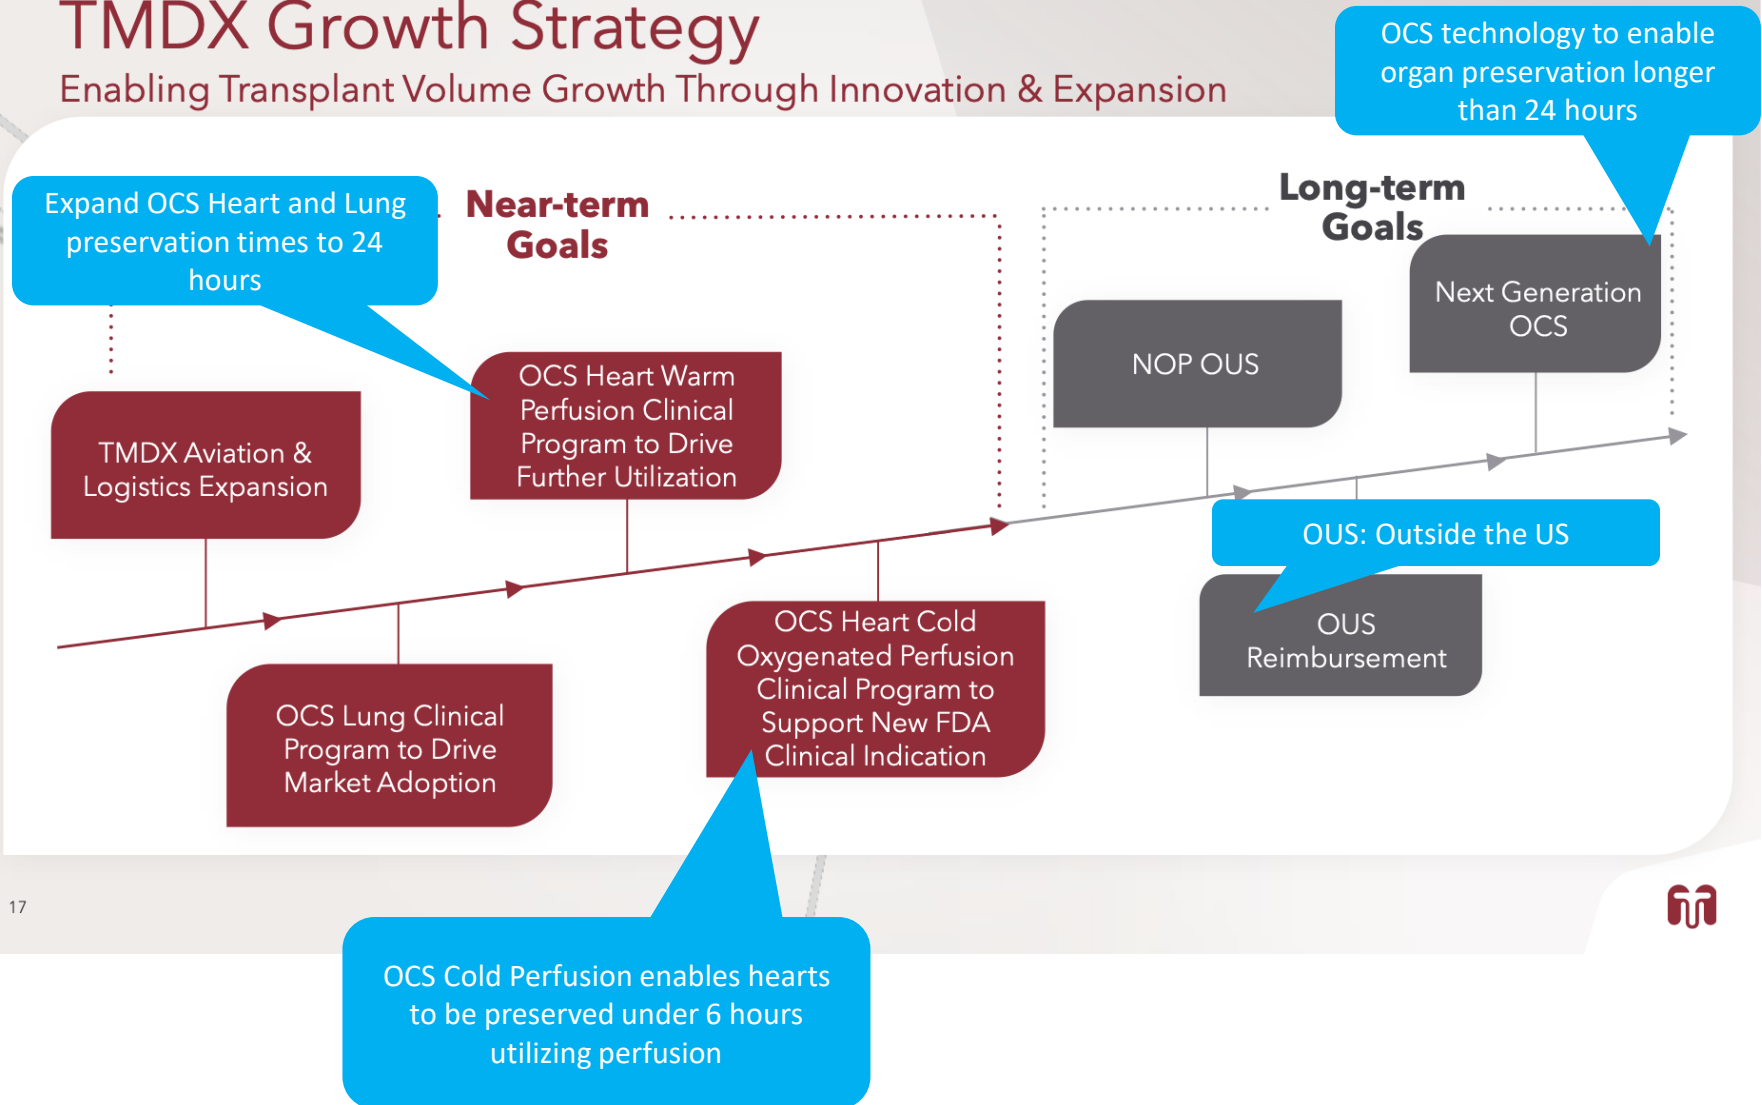 TMDX Growth Strategy
Enabling Transplant Volume Growth Through Innovation & Expansion
OCS technology to enable
organ preservation longer
than 24 hours
Expand OCS Heart and Lung
preservation times to 24
hours
Near-term
Goals
Long-term
Goals
TMDX Aviation &
Logistics Expansion
OCS Heart Warm
Perfusion Clinical
Program to Drive
Further Utilization
NOP OUS
Next Generation
OCS
OUS: Outside the US
OCS Lung Clinical
Program to Drive
Market Adoption
OCS Heart Cold
Oxygenated Perfusion
Clinical Program to
Support New FDA
Clinical Indication
OUS
Reimbursement
OCS Cold Perfusion enables hearts
to be preserved under 6 hours
utilizing perfusion
17